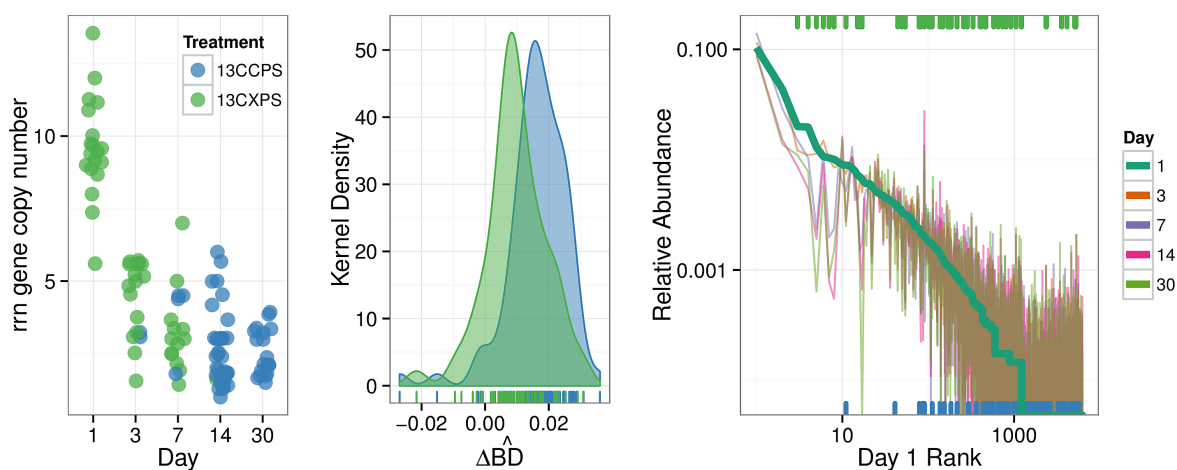 rrn gene copy number
10
5
Treatment
13CCPS
13CXPS
1 3 7 14 30
Day
Kernel Density
50
40
30
20
10
0
−0.02 0.00 0.02
ΔBD̂
Relative Abundance
0.100
0.001
10 1000
Day 1 Rank
Day
1
3
7
14
30